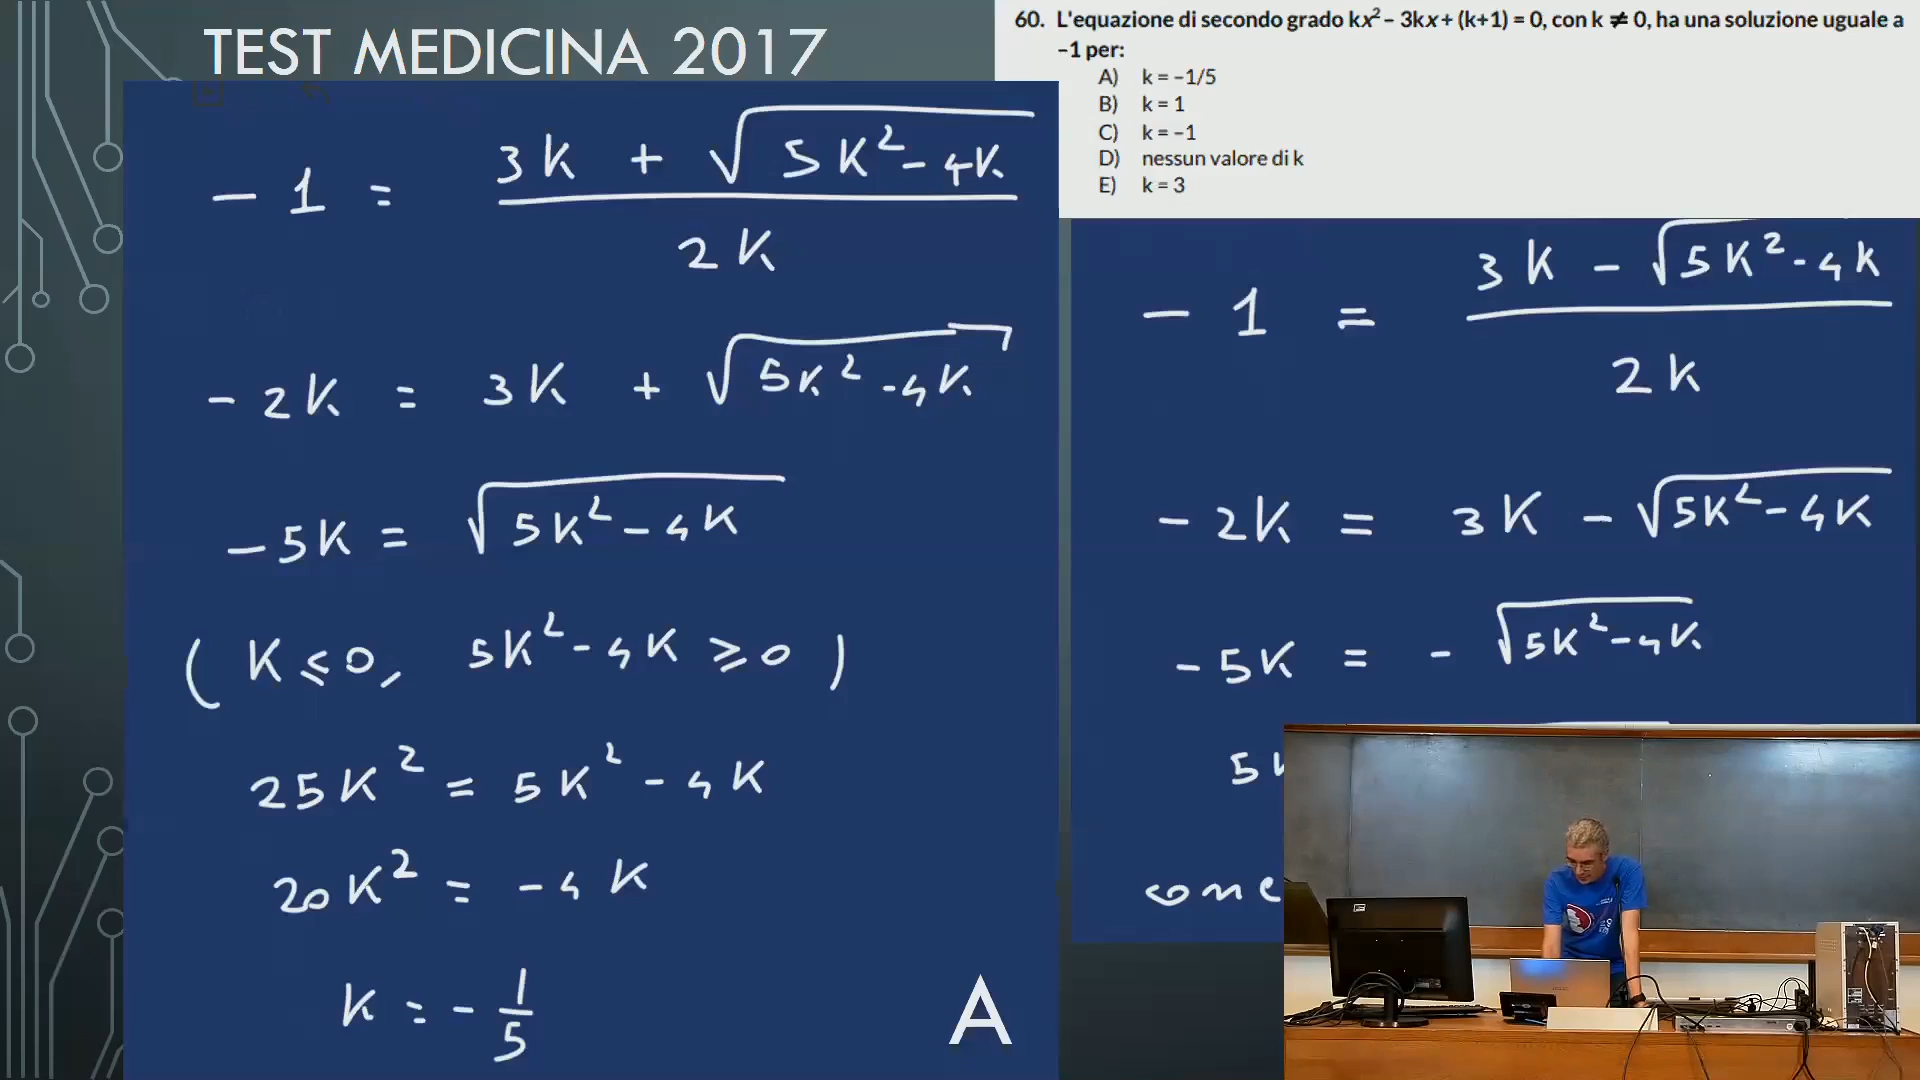 TEST MEDICINA 2017
60. L'equazione di secondo grado kx² – 3kx + (k+1) = 0, con k ≠ 0, ha una soluzione uguale a
–1 per:
A) k = –1/5
B) k = 1
C) k = –1
D) nessun valore di k
E) k = 3
- 1 = (3K + √(5K² - 4K)) / 2K
- 2K = 3K + √(5K² - 4K)
- 5K = √(5K² - 4K)
( K ≤ 0, 5K² - 4K ≥ 0 )
25K² = 5K² - 4K
20K² = - 4K
K = - 1/5
A
- 1 = (3K - √(5K² - 4K)) / 2K
- 2K = 3K - √(5K² - 4K)
- 5K = - √(5K² - 4K)
5K
come